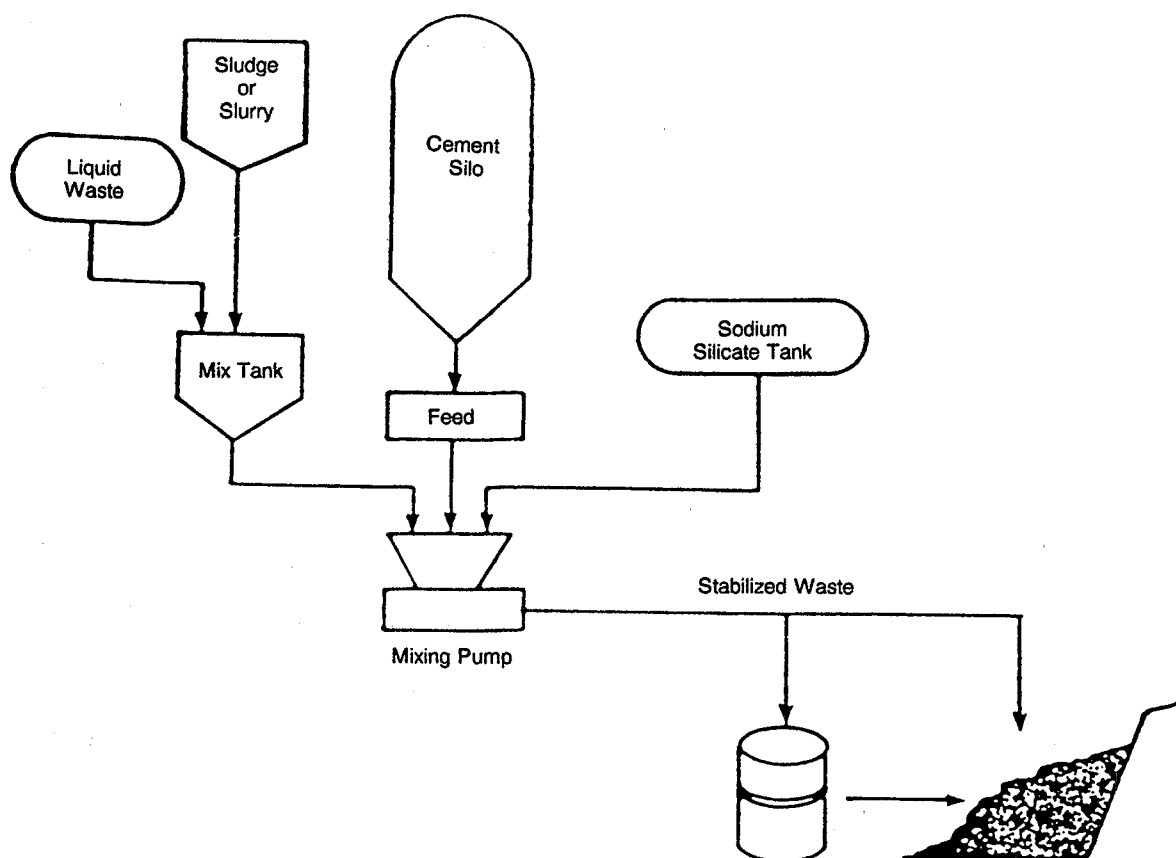 Sludge
or
Slurry
Liquid
Waste
Cement
Silo
Sodium
Silicate Tank
Mix Tank
Feed
Stabilized Waste
Mixing Pump